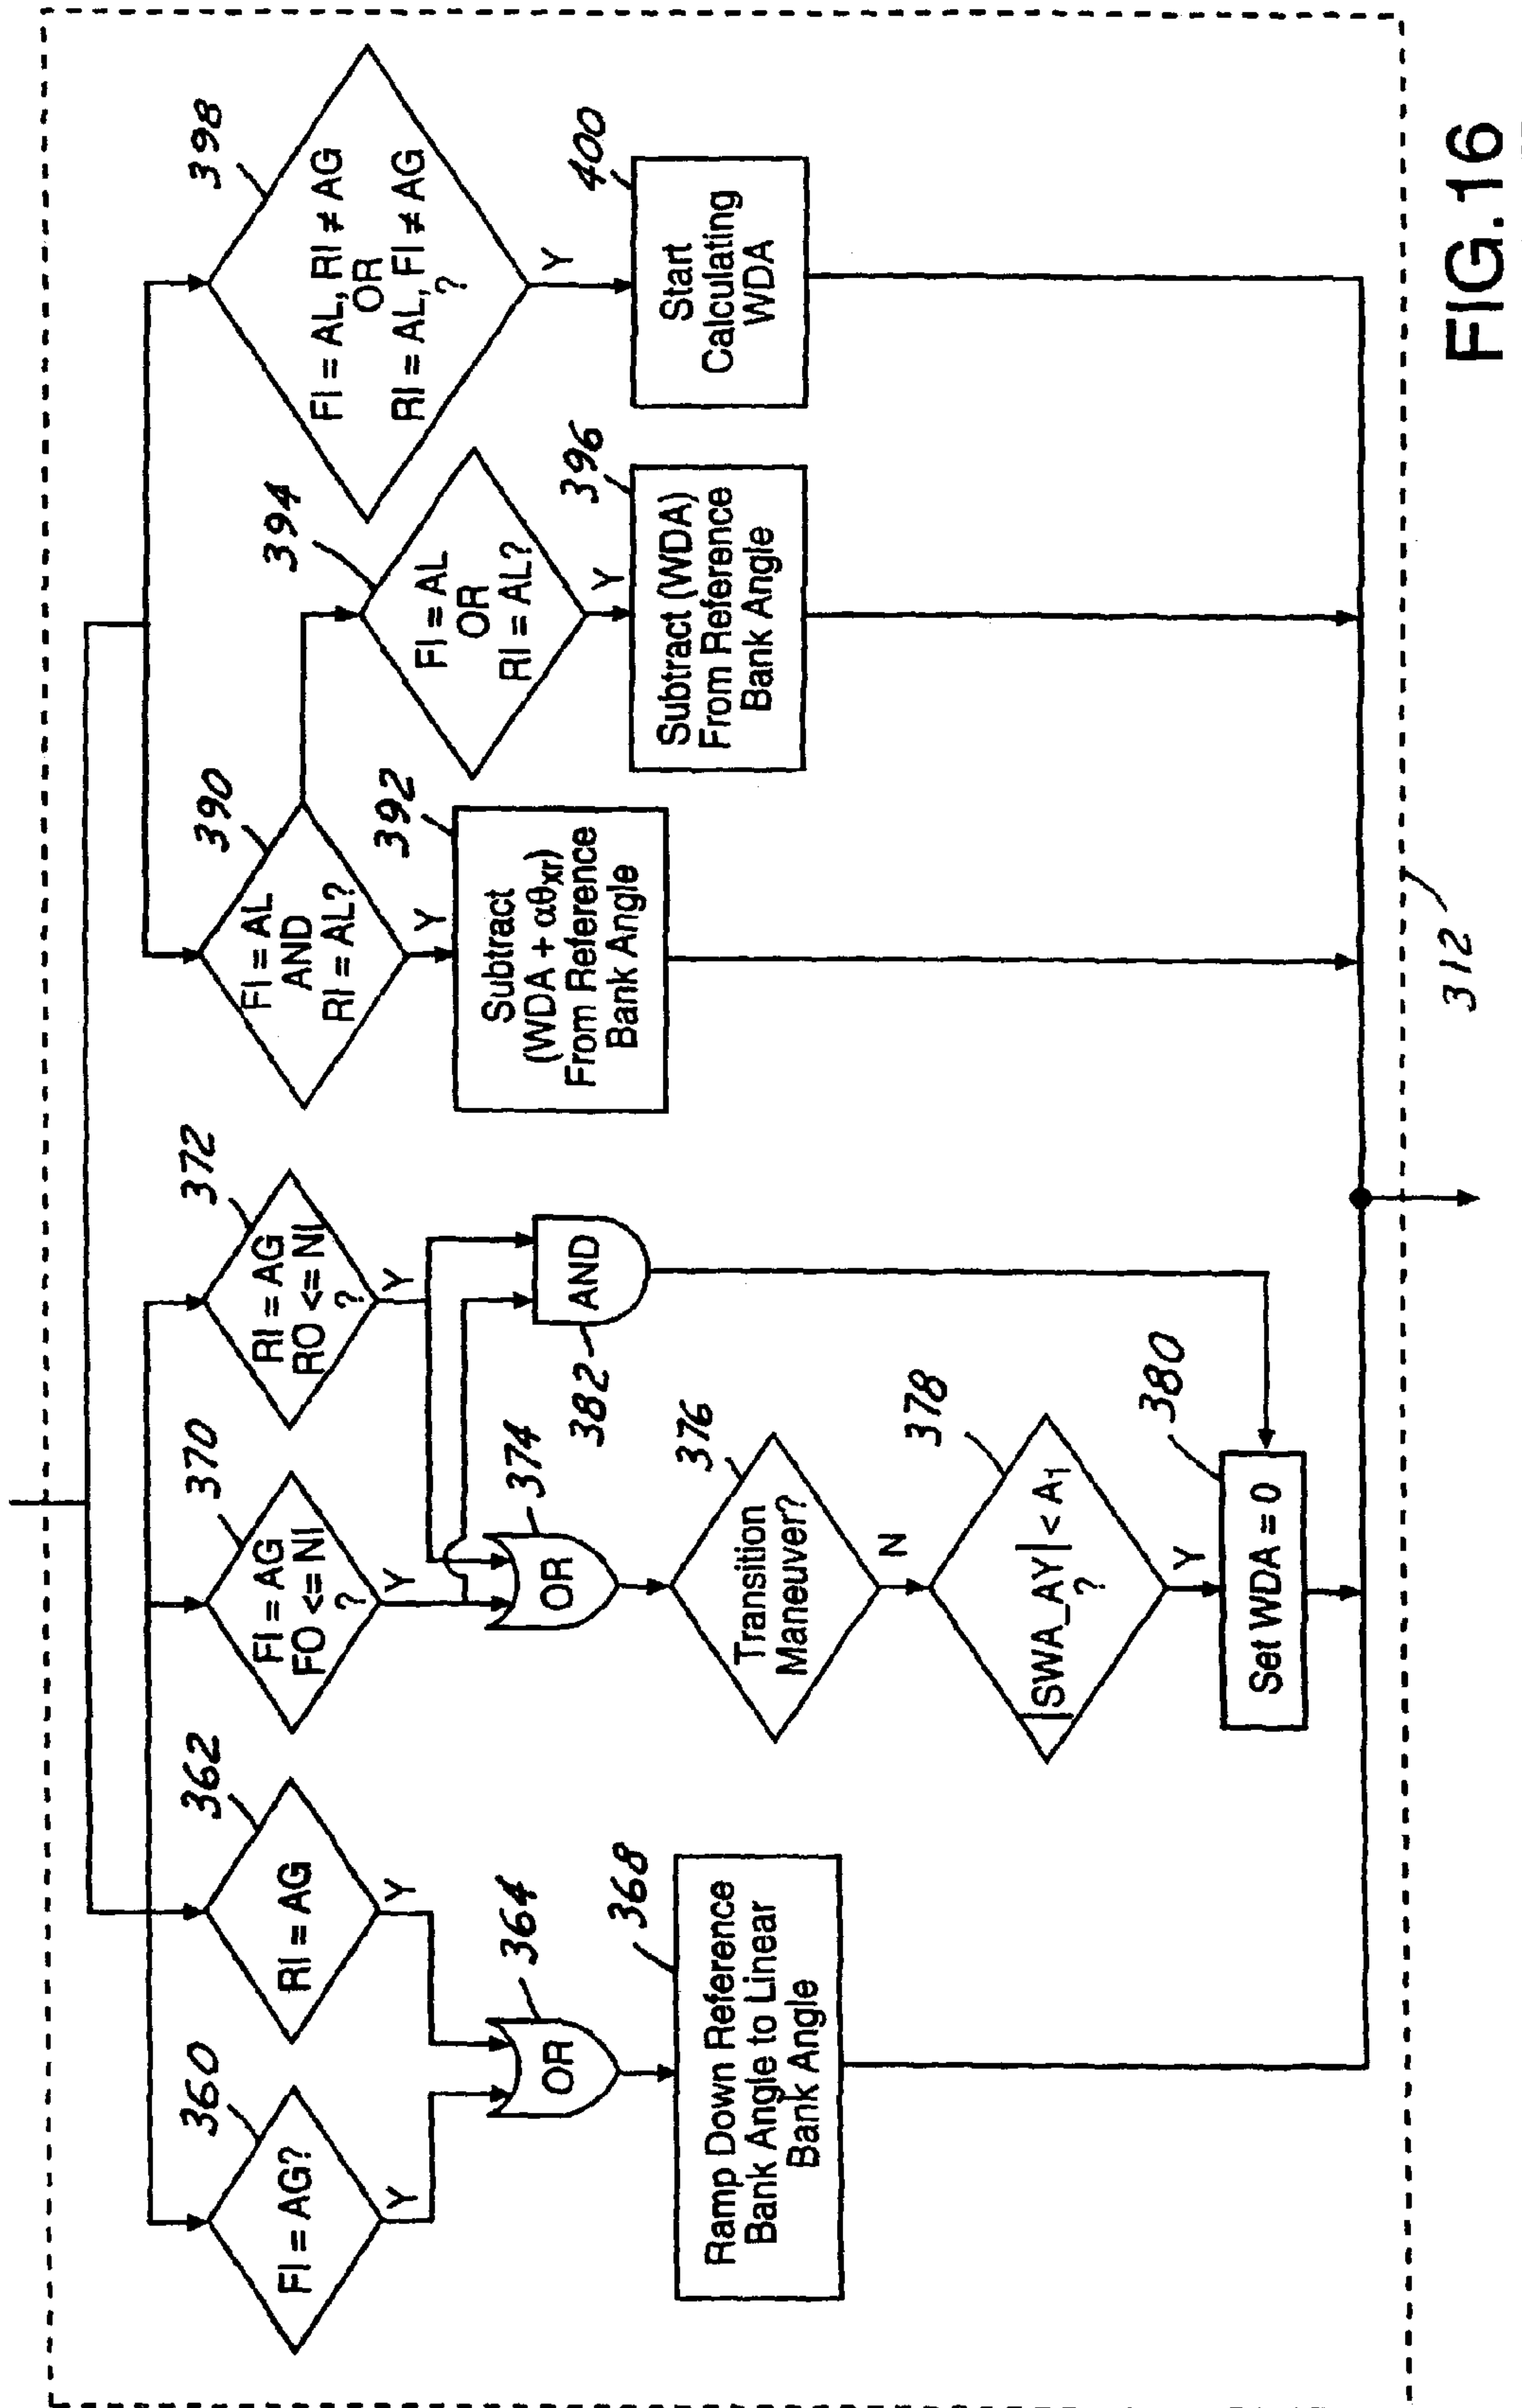 360
FI = AG?
Y
362
RI = AG
Y
364
OR
368
Ramp Down Reference
Bank Angle to Linear
Bank Angle
370
FI = AG
FO <= NI
?
Y
372
RI = AG
RO <= NI
?
Y
374
OR
382
AND
376
Transition
Maneuver?
N
378
|SWA_AY| < A1
?
Y
380
Set WDA = 0
390
FI = AL
AND
RI = AL?
Y
392
Subtract
(WDA + αθxr)
From Reference
Bank Angle
394
FI = AL
OR
RI = AL?
Y
396
Subtract (WDA)
From Reference
Bank Angle
398
FI = AL, RI ≠ AG
OR
RI = AL, FI ≠ AG
?
Y
400
Start
Calculating
WDA
312
FIG.16